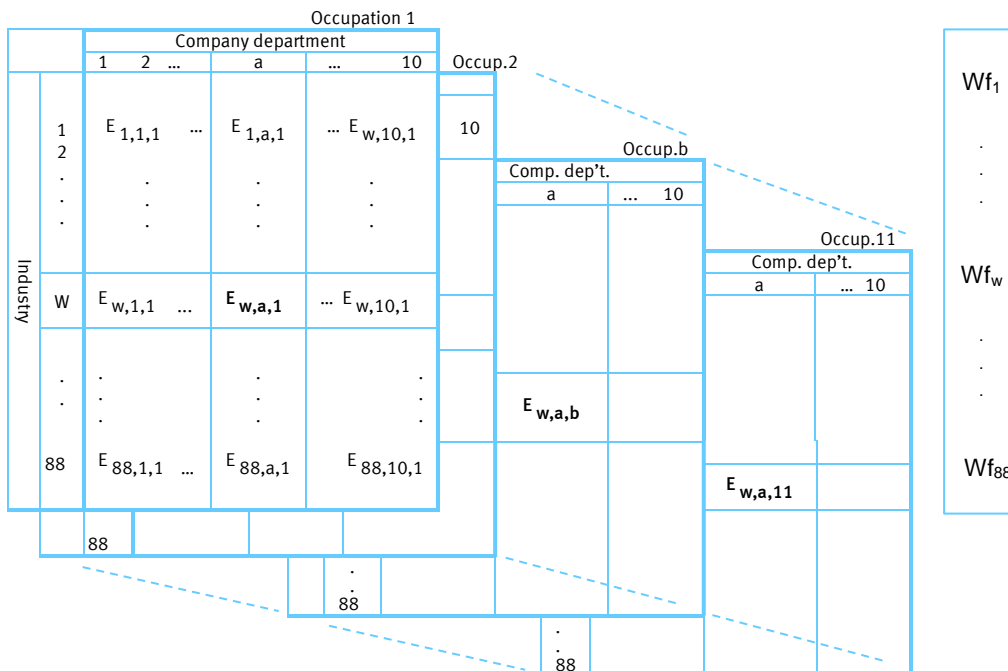 Occupation 1
Company department
1 2 ... a ... 10
Occup.2
Wf1
1 E 1,1,1 ... E 1,a,1 ... E w,10,1
10
2
Occup.b
Comp. dep't.
a ... 10
Occup.11
Comp. dep't.
a ... 10
Industry
W E w,1,1 ... E w,a,1 ... E w,10,1
Wfw
E w,a,b
88 E 88,1,1 ... E 88,a,1 E 88,10,1
E w,a,11
Wf88
88
88
88